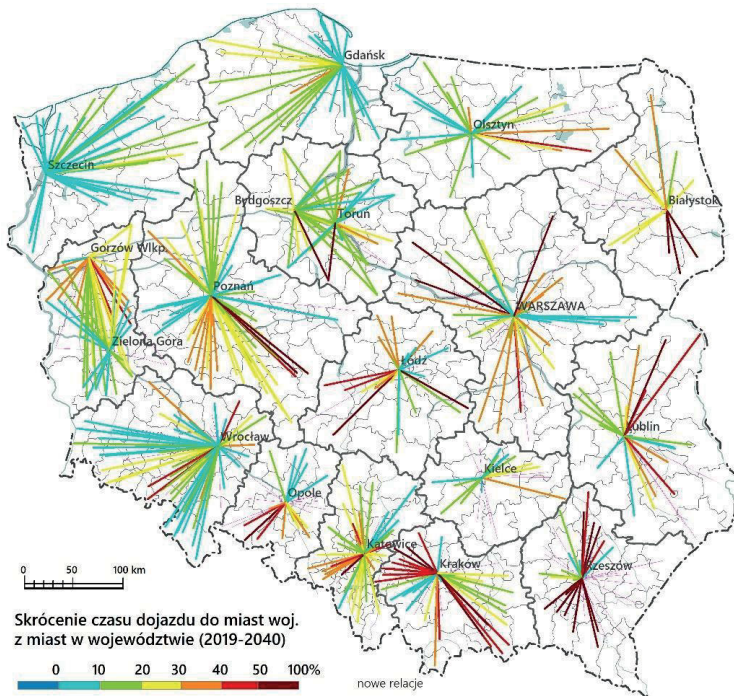 Gdańsk
Olsztyn
Szczecin
Białystok
Bydgoszcz
Toruń
Gorzów Wlkp.
Poznań
WARSZAWA
Zielona Góra
Łódź
Wrocław
Lublin
Kielce
Opole
Katowice
Kraków
Rzeszów
0 50 100 km
Skrócenie czasu dojazdu do miast woj.
z miast w województwie (2019-2040)
0 10 20 30 40 50 100%
nowe relacje